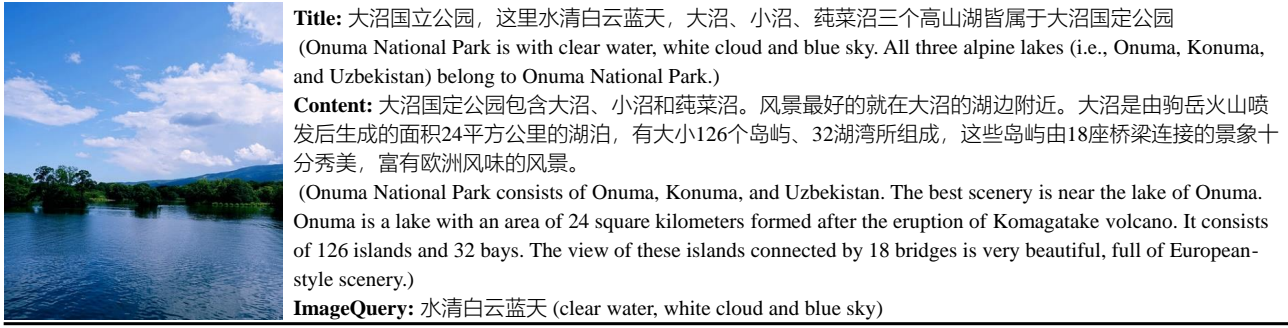 Title: 大沼国立公园，这里水清白云蓝天，大沼、小沼、莼菜沼三个高山湖皆属于大沼国定公园
(Onuma National Park is with clear water, white cloud and blue sky. All three alpine lakes (i.e., Onuma, Konuma,
and Uzbekistan) belong to Onuma National Park.)
Content: 大沼国定公园包含大沼、小沼和莼菜沼。风景最好的就在大沼的湖边附近。大沼是由驹岳火山喷
发后生成的面积24平方公里的湖泊，有大小126个岛屿、32湖湾所组成，这些岛屿由18座桥梁连接的景象十
分秀美，富有欧洲风味的风景。
(Onuma National Park consists of Onuma, Konuma, and Uzbekistan. The best scenery is near the lake of Onuma.
Onuma is a lake with an area of 24 square kilometers formed after the eruption of Komagatake volcano. It consists
of 126 islands and 32 bays. The view of these islands connected by 18 bridges is very beautiful, full of European-
style scenery.)
ImageQuery: 水清白云蓝天 (clear water, white cloud and blue sky)